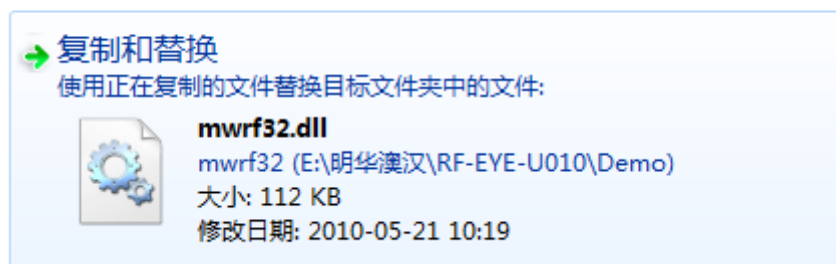 复制和替换
使用正在复制的文件替换目标文件夹中的文件:
mwrf32.dll
mwrf32 (E:\明华澳汉\RF-EYE-U010\Demo)
大小: 112 KB
修改日期: 2010-05-21 10:19